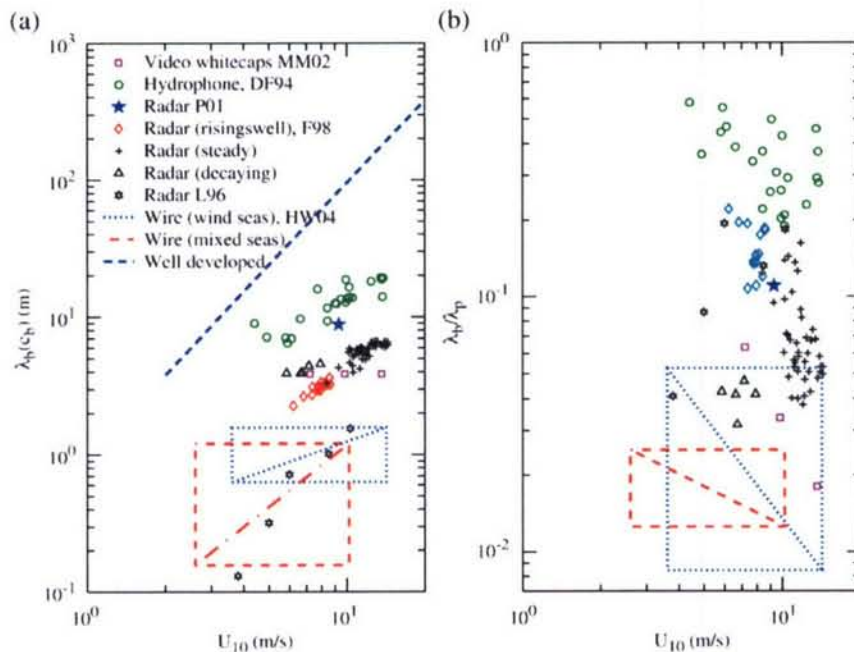 (a)
(b)
10³
10²
10¹
10⁰
10⁻¹
λb(cb) (m)
Video whitecaps MM02
Hydrophone, DF94
Radar P01
Radar (risingswell), F98
Radar (steady)
Radar (decaying)
Radar L96
Wire (wind seas), HW04
Wire (mixed seas)
Well developed
10⁰
10¹
U10 (m/s)
10⁰
10⁻¹
10⁻²
λb/λp
10⁰
10¹
U10 (m/s)